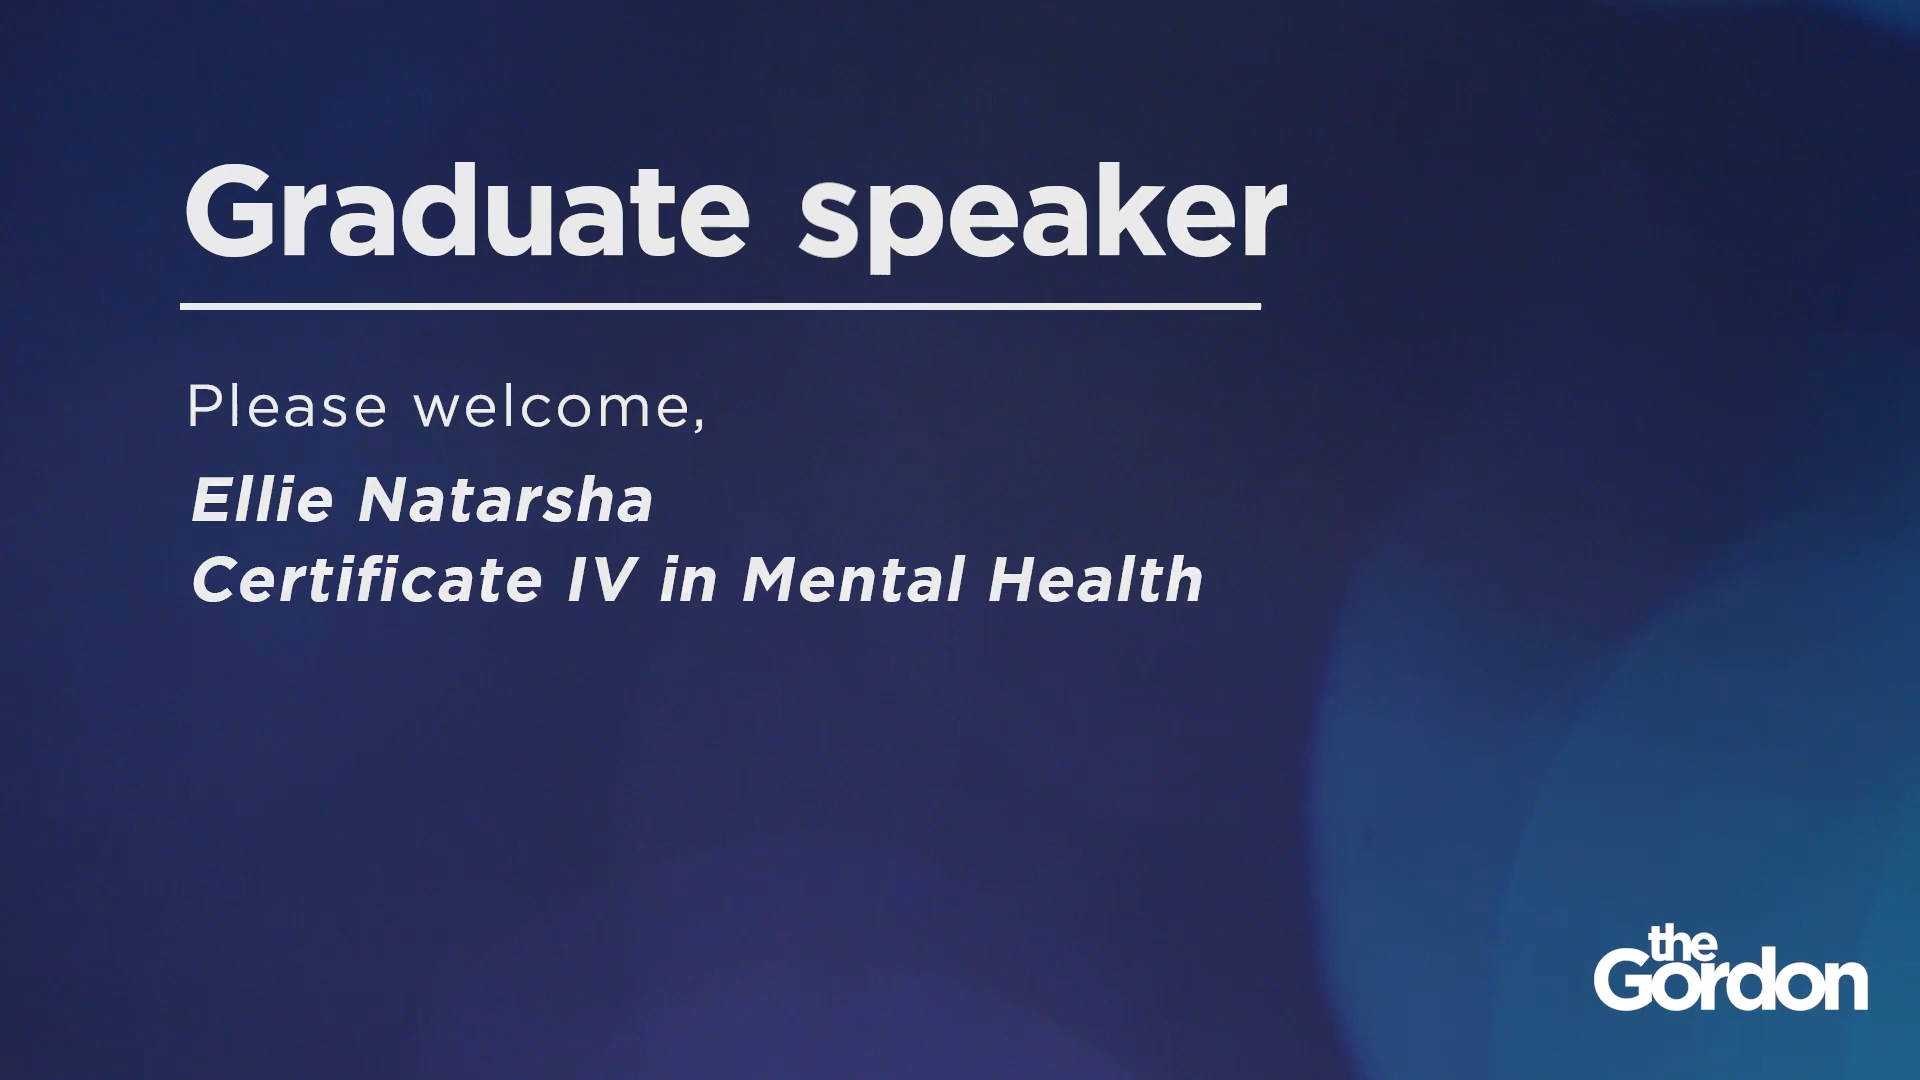 Graduate speaker
Please welcome,
Ellie Natarsha
Certificate IV in Mental Health
the
Gordon